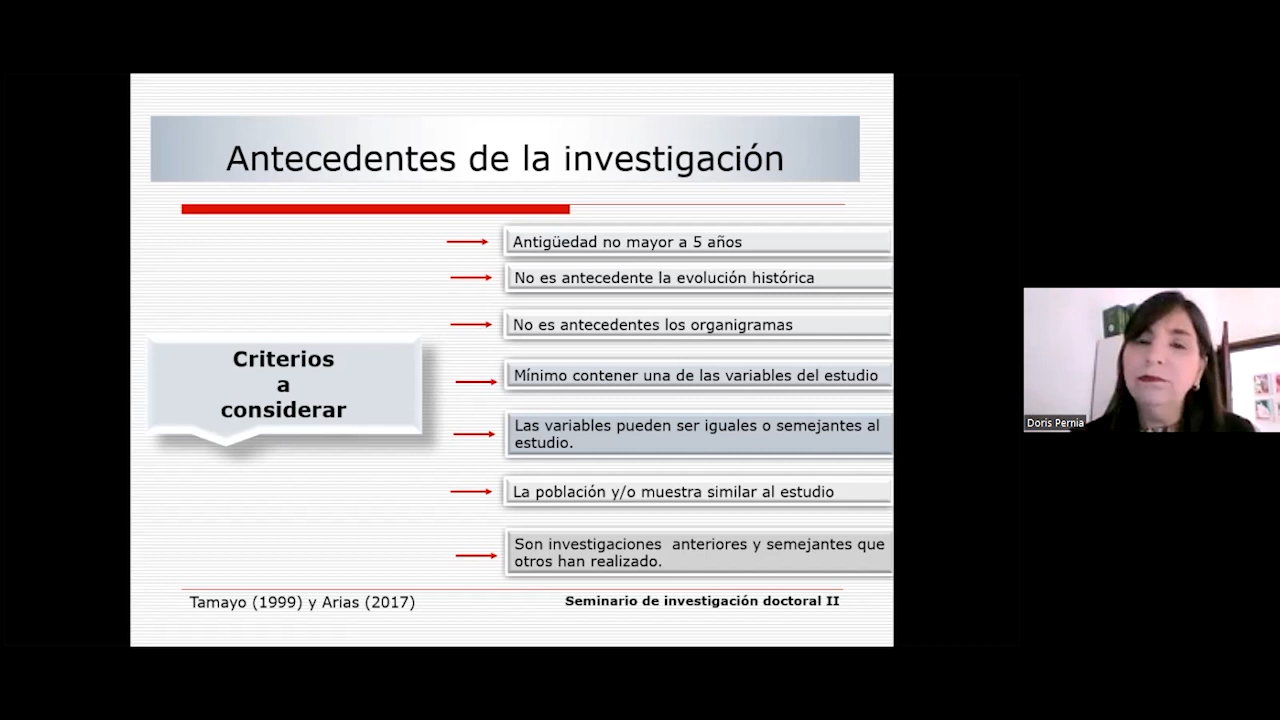 Antecedentes de la investigación
Antigüedad no mayor a 5 años
No es antecedente la evolución histórica
No es antecedentes los organigramas
Criterios
a
considerar
Mínimo contener una de las variables del estudio
Las variables pueden ser iguales o semejantes al
estudio.
La población y/o muestra similar al estudio
Son investigaciones  anteriores y semejantes que
otros han realizado.
Tamayo (1999) y Arias (2017)
Seminario de investigación doctoral II
Doris Pernia